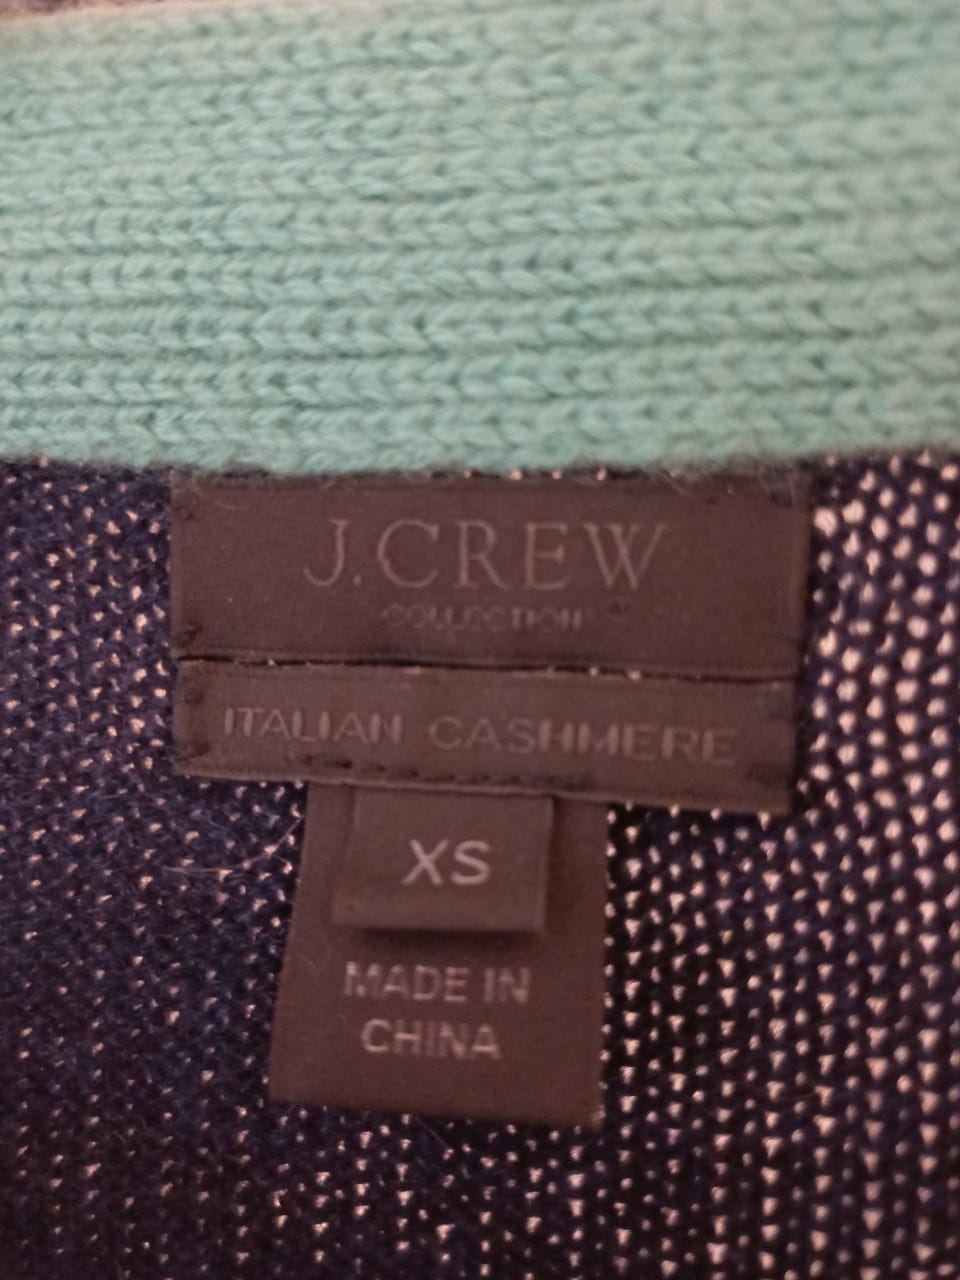 J.CREW
COLLECTION
ITALIAN CASHMERE
XS
MADE IN
CHINA